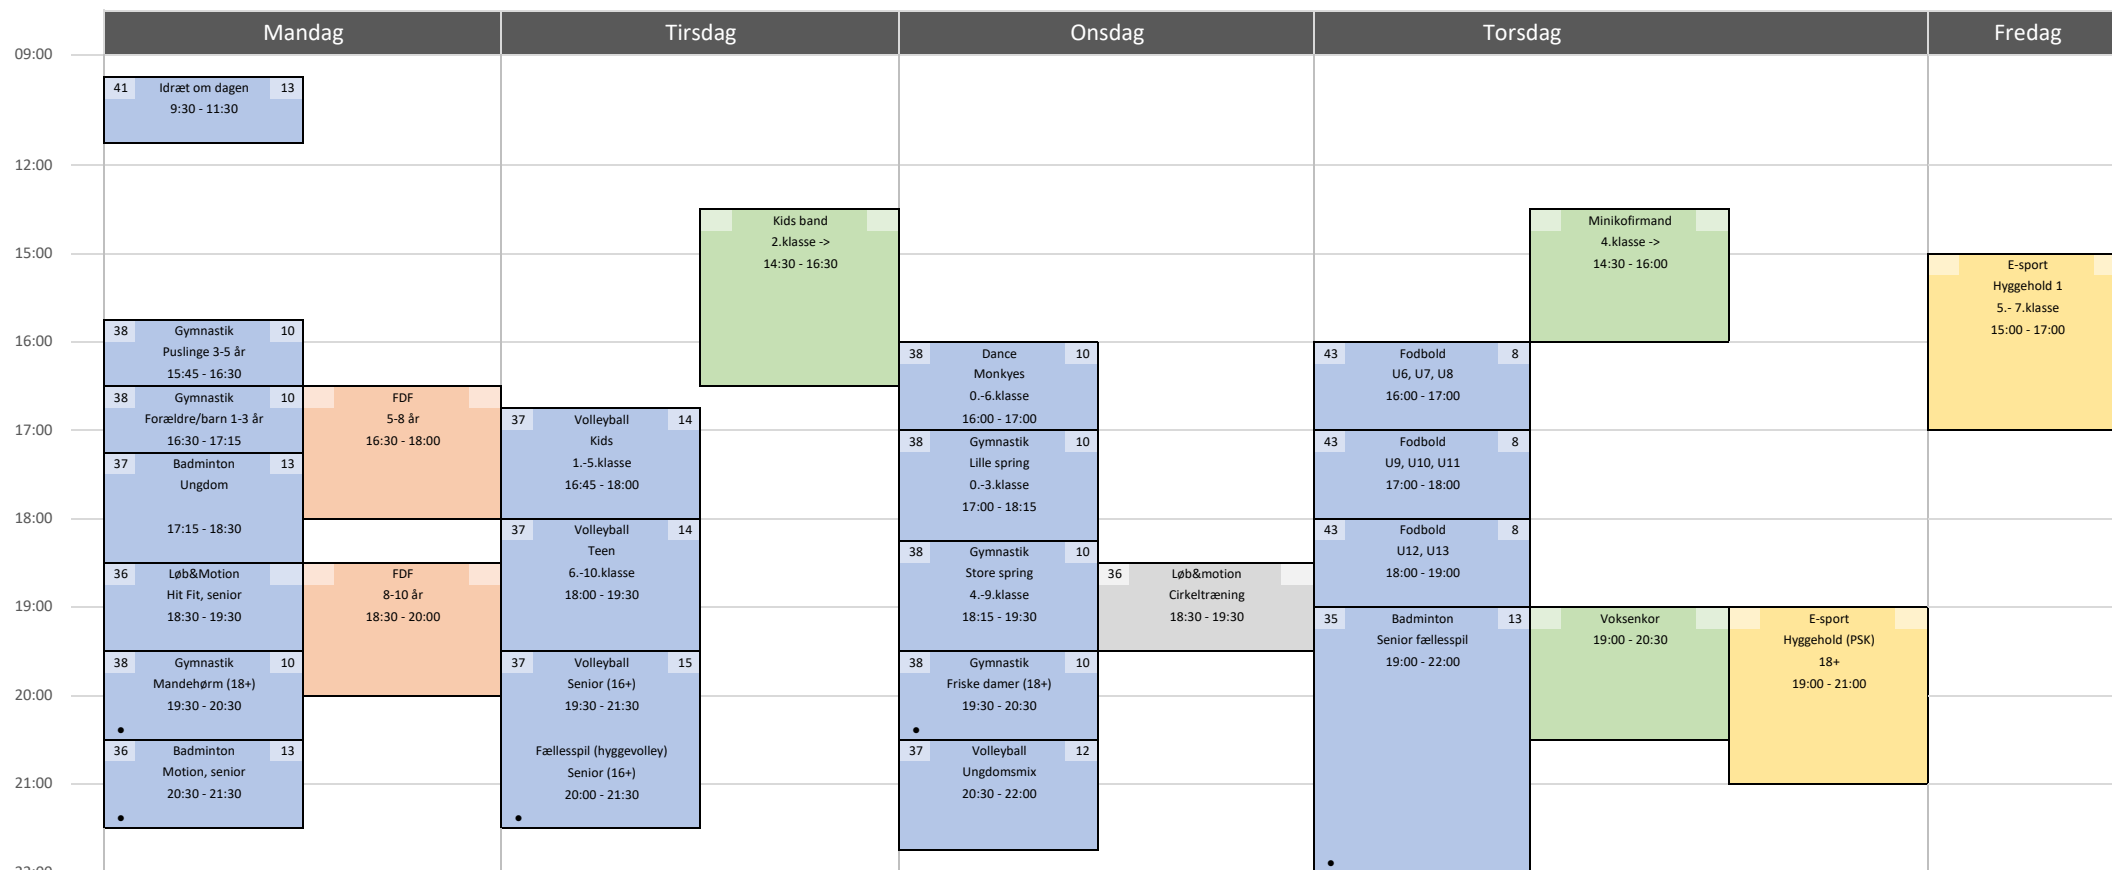 Mandag Tirsdag Onsdag Torsdag Fredag
09:00
41 Idræt om dagen 13
9:30 - 11:30
12:00
Kids band
2.klasse ->
14:30 - 16:30
Minikofirmand
4.klasse ->
14:30 - 16:00
15:00
E-sport
Hyggehold 1
5.- 7.klasse
15:00 - 17:00
38 Gymnastik 10
Puslinge 3-5 år
15:45 - 16:30
16:00
38 Dance 10
Monkyes
0.-6.klasse
16:00 - 17:00
43 Fodbold 8
U6, U7, U8
16:00 - 17:00
38 Gymnastik 10
Forældre/barn 1-3 år
16:30 - 17:15
FDF
5-8 år
16:30 - 18:00
37 Volleyball 14
Kids
1.-5.klasse
16:45 - 18:00
17:00
38 Gymnastik 10
Lille spring
0.-3.klasse
17:00 - 18:15
43 Fodbold 8
U9, U10, U11
17:00 - 18:00
37 Badminton 13
Ungdom
17:15 - 18:30
18:00
37 Volleyball 14
Teen
6.-10.klasse
18:00 - 19:30
43 Fodbold 8
U12, U13
18:00 - 19:00
38 Gymnastik 10
Store spring
4.-9.klasse
18:15 - 19:30
36 Løb&Motion
Hit Fit, senior
18:30 - 19:30
FDF
8-10 år
18:30 - 20:00
36 Løb&motion
Cirkeltræning
18:30 - 19:30
19:00
35 Badminton 13
Senior fællesspil
19:00 - 22:00
Voksenkor
19:00 - 20:30
E-sport
Hyggehold (PSK)
18+
19:00 - 21:00
38 Gymnastik 10
Mandehørm (18+)
19:30 - 20:30
37 Volleyball 15
Senior (16+)
19:30 - 21:30
Fællesspil (hyggevolley)
Senior (16+)
20:00 - 21:30
38 Gymnastik 10
Friske damer (18+)
19:30 - 20:30
20:00
36 Badminton 13
Motion, senior
20:30 - 21:30
37 Volleyball 12
Ungdomsmix
20:30 - 22:00
21:00